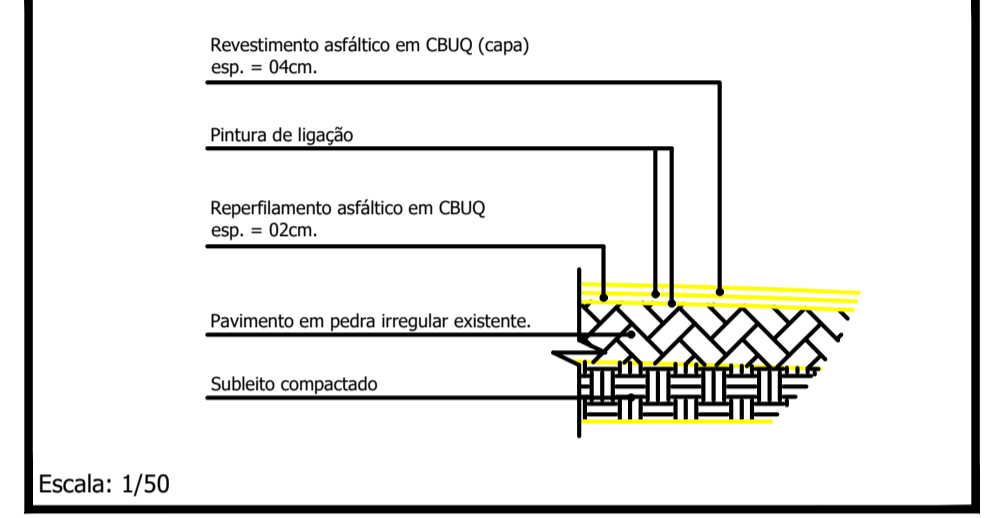 Revestimento asfáltico em CBUQ (capa)
esp. = 04cm.
Pintura de ligação
Reperfilamento asfáltico em CBUQ
esp. = 02cm.
Pavimento em pedra irregular existente.
Subleito compactado
Escala: 1/50